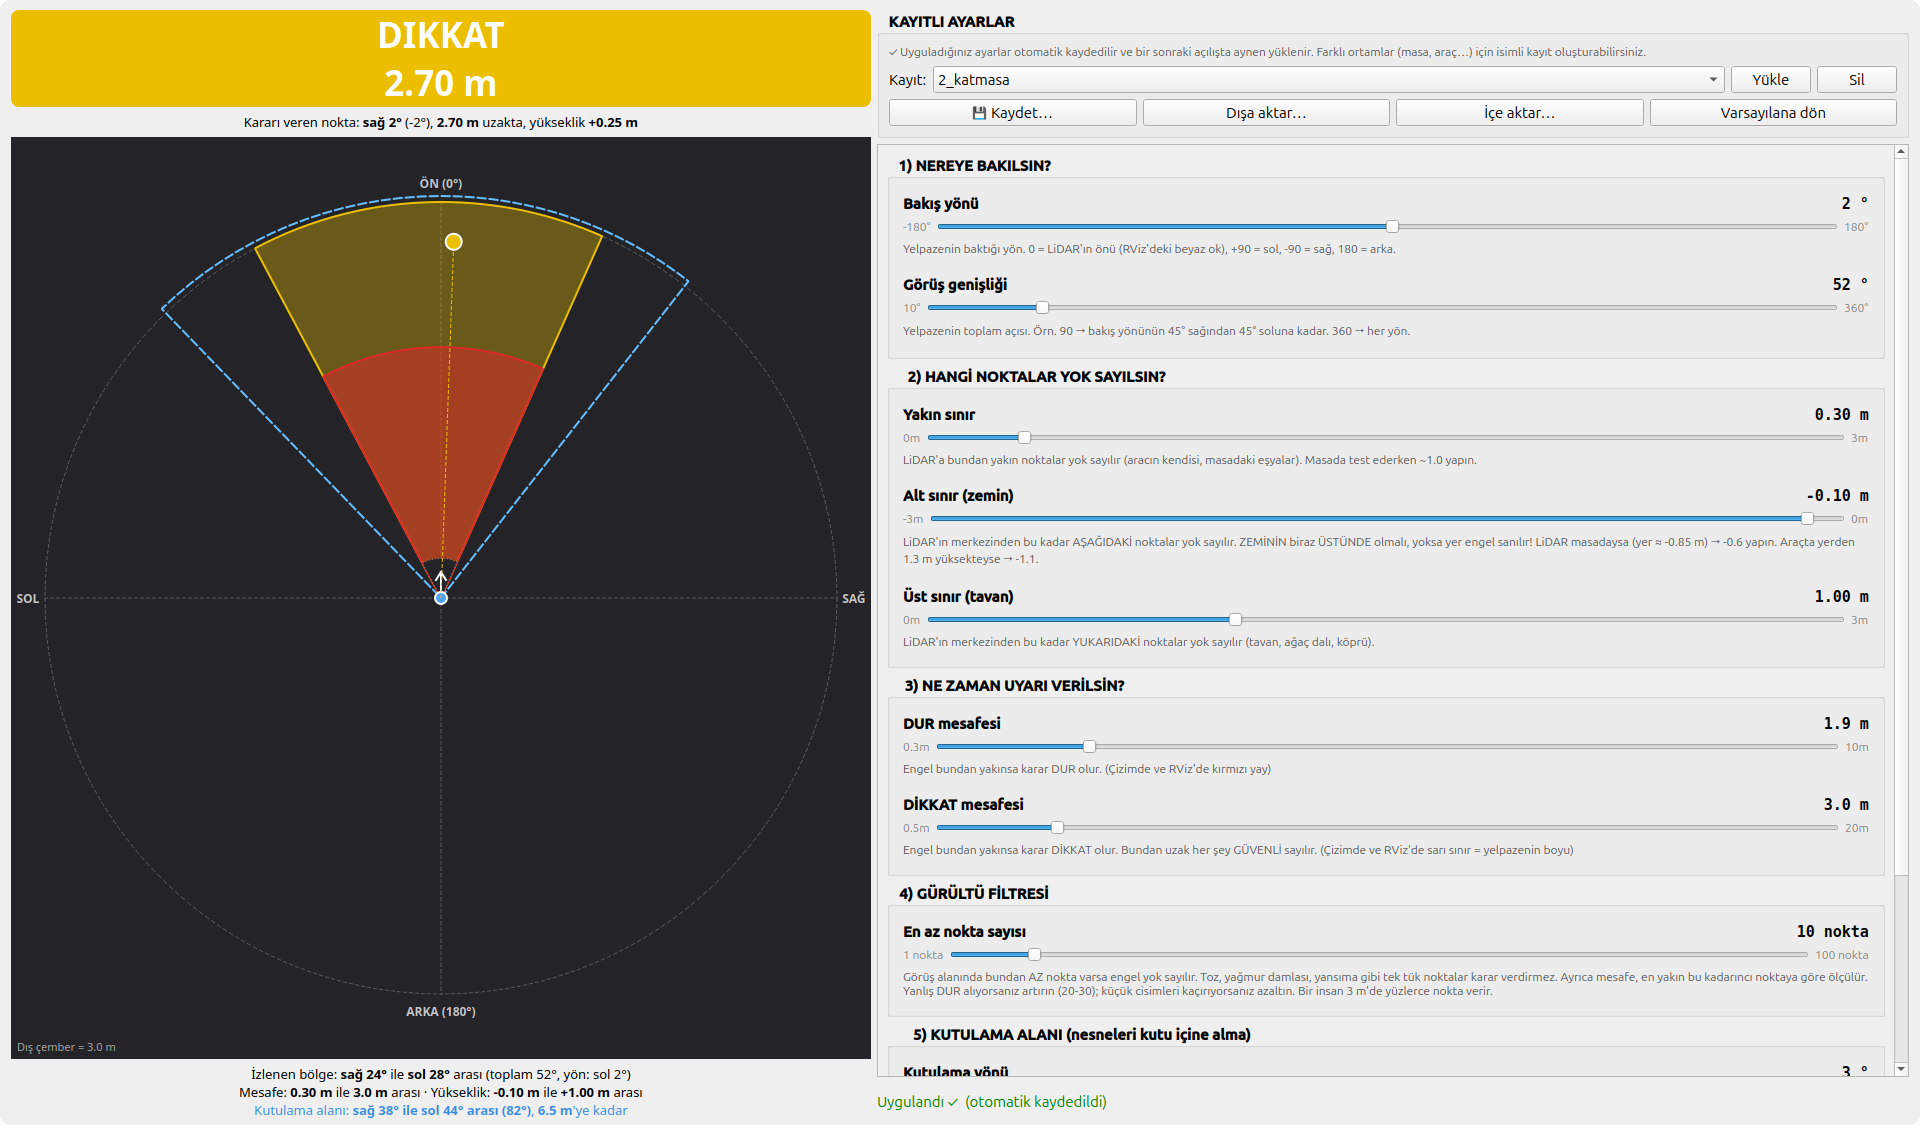 DIKKAT
2.70 m
Kararı veren nokta: sağ 2° (-2°), 2.70 m uzakta, yükseklik +0.25 m
ÖN (0°)
SOL
SAĞ
ARKA (180°)
Dış çember = 3.0 m
İzlenen bölge: sağ 24° ile sol 28° arası (toplam 52°, yön: sol 2°)
Mesafe: 0.30 m ile 3.0 m arası · Yükseklik: -0.10 m ile +1.00 m arası
Kutulama alanı: sağ 38° ile sol 44° arası (82°), 6.5 m'ye kadar
KAYITLI AYARLAR
✓ Uyguladığınız ayarlar otomatik kaydedilir ve bir sonraki açılışta aynen yüklenir. Farklı ortamlar (masa, araç…) için isimli kayıt oluşturabilirsiniz.
Kayıt: 2_katmasa Yükle Sil
💾 Kaydet… Dışa aktar… İçe aktar… Varsayılana dön
1) NEREYE BAKILSIN?
Bakış yönü 2 °
-180° 180°
Yelpazenin baktığı yön. 0 = LiDAR'ın önü (RViz'deki beyaz ok), +90 = sol, -90 = sağ, 180 = arka.
Görüş genişliği 52 °
10° 360°
Yelpazenin toplam açısı. Örn. 90 → bakış yönünün 45° sağından 45° soluna kadar. 360 → her yön.
2) HANGİ NOKTALAR YOK SAYILSIN?
Yakın sınır 0.30 m
0m 3m
LiDAR'a bundan yakın noktalar yok sayılır (aracın kendisi, masadaki eşyalar). Masada test ederken ~1.0 yapın.
Alt sınır (zemin) -0.10 m
-3m 0m
LiDAR'ın merkezinden bu kadar AŞAĞIDAKİ noktalar yok sayılır. ZEMİNİN biraz ÜSTÜNDE olmalı, yoksa yer engel sanılır! LiDAR masadaysa (yer ≈ -0.85 m) → -0.6 yapın. Araçta yerden
1.3 m yüksekteyse → -1.1.
Üst sınır (tavan) 1.00 m
0m 3m
LiDAR'ın merkezinden bu kadar YUKARIDAKİ noktalar yok sayılır (tavan, ağaç dalı, köprü).
3) NE ZAMAN UYARI VERİLSİN?
DUR mesafesi 1.9 m
0.3m 10m
Engel bundan yakınsa karar DUR olur. (Çizimde ve RViz'de kırmızı yay)
DİKKAT mesafesi 3.0 m
0.5m 20m
Engel bundan yakınsa karar DİKKAT olur. Bundan uzak her şey GÜVENLİ sayılır. (Çizimde ve RViz'de sarı sınır = yelpazenin boyu)
4) GÜRÜLTÜ FİLTRESİ
En az nokta sayısı 10 nokta
1 nokta 100 nokta
Görüş alanında bundan AZ nokta varsa engel yok sayılır. Toz, yağmur damlası, yansıma gibi tek tük noktalar karar verdirmez. Ayrıca mesafe, en yakın bu kadarıncı noktaya göre ölçülür.
Yanlış DUR alıyorsanız artırın (20-30); küçük cisimleri kaçırıyorsanız azaltın. Bir insan 3 m'de yüzlerce nokta verir.
5) KUTULAMA ALANI (nesneleri kutu içine alma)
Kutulama yönü 3 °
Uygulandı ✓ (otomatik kaydedildi)